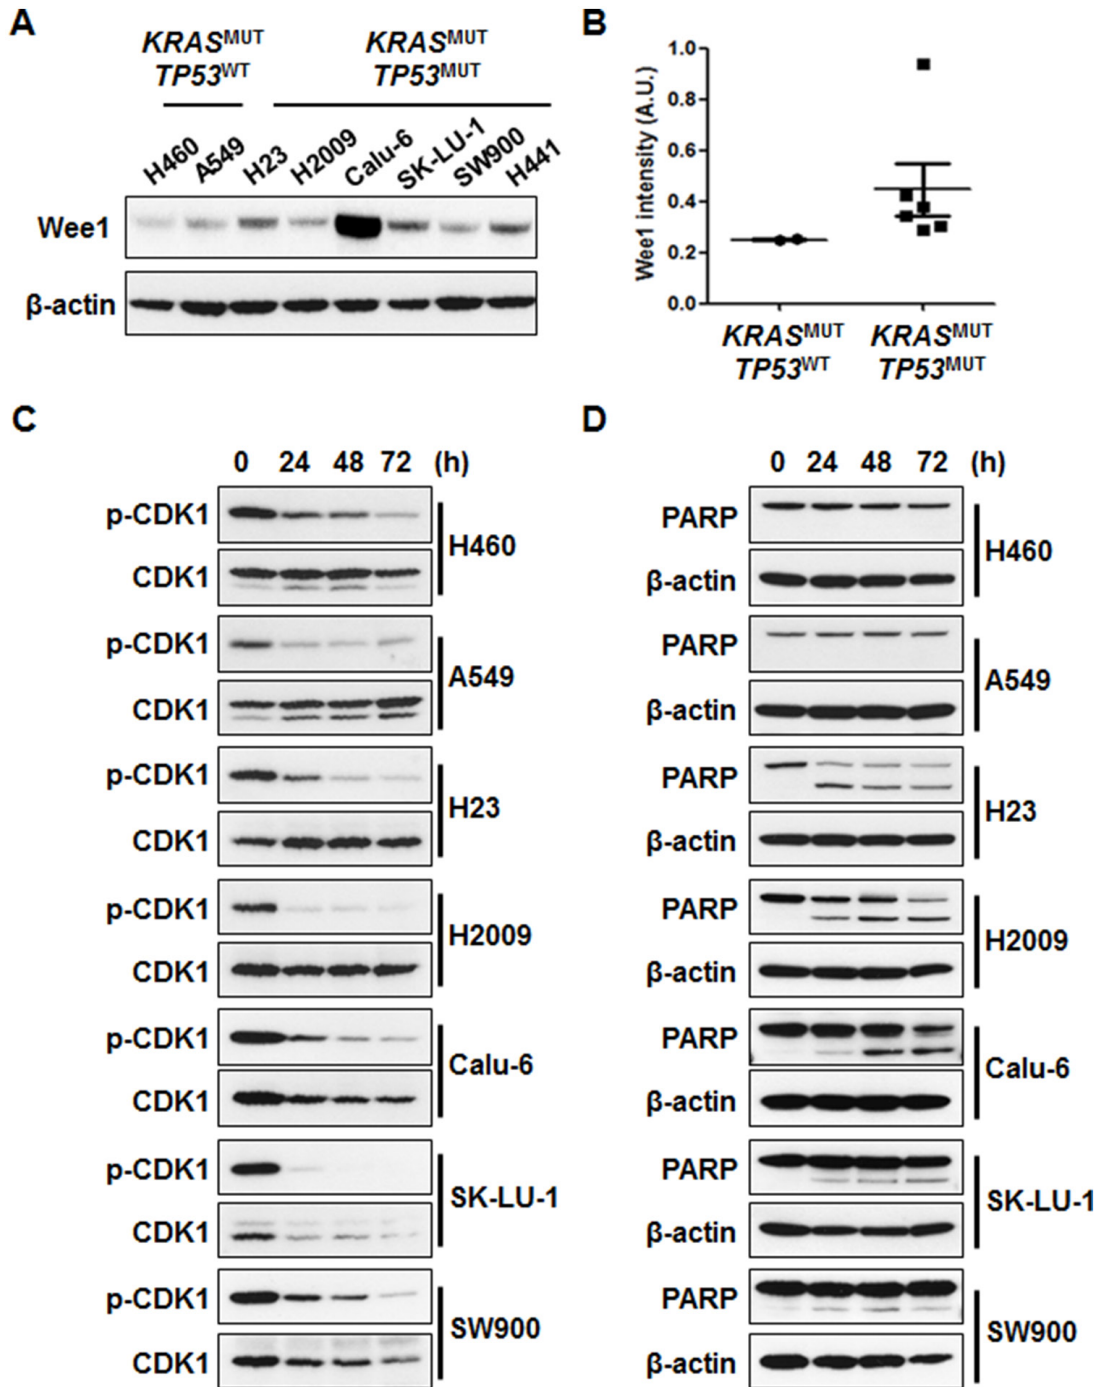 A
KRASMUT
TP53WT
KRASMUT
TP53MUT
H460 A549 H23 H2009 Calu-6 SK-LU-1 SW900 H441
Wee1
β-actin
B
Wee1 intensity (A.U.)
1.0
0.8
0.6
0.4
0.2
0.0
KRASMUT
TP53WT
KRASMUT
TP53MUT
C
0 24 48 72 (h)
p-CDK1
H460
CDK1
p-CDK1
A549
CDK1
p-CDK1
H23
CDK1
p-CDK1
H2009
CDK1
p-CDK1
Calu-6
CDK1
p-CDK1
SK-LU-1
CDK1
p-CDK1
SW900
CDK1
D
0 24 48 72 (h)
PARP
H460
β-actin
PARP
A549
β-actin
PARP
H23
β-actin
PARP
H2009
β-actin
PARP
Calu-6
β-actin
PARP
SK-LU-1
β-actin
PARP
SW900
β-actin